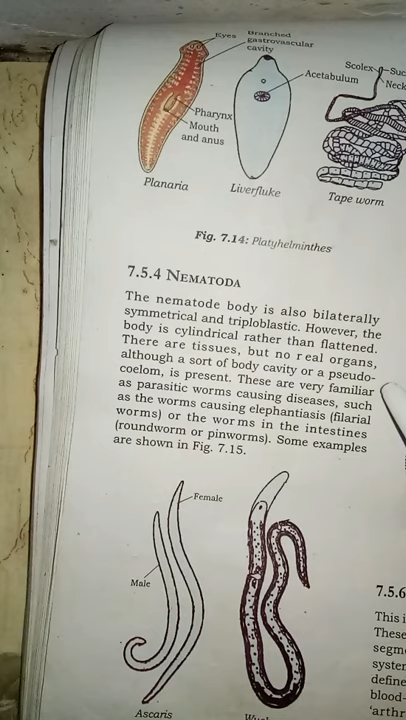 Eyes
Branched
gastrovascular
cavity
Acetabulum
Scolex
Suc
Neck
Pharynx
Mouth
and anus
Planaria
Liverfluke
Tape worm
Fig. 7.14: Platyhelminthes
7.5.4 NEMATODA
The nematode body is also bilaterally
symmetrical and triploblastic. However, the
body is cylindrical rather than flattened.
There are tissues, but no real organs,
although a sort of body cavity or a pseudo-
coelom, is present. These are very familiar
as parasitic worms causing diseases, such
as the worms causing elephantiasis (filarial
worms) or the worms in the intestines
(roundworm or pinworms). Some examples
are shown in Fig. 7.15.
Female
Male
Ascaris
7.5.6
This i
These
segm
system
define
blood-
'arthr